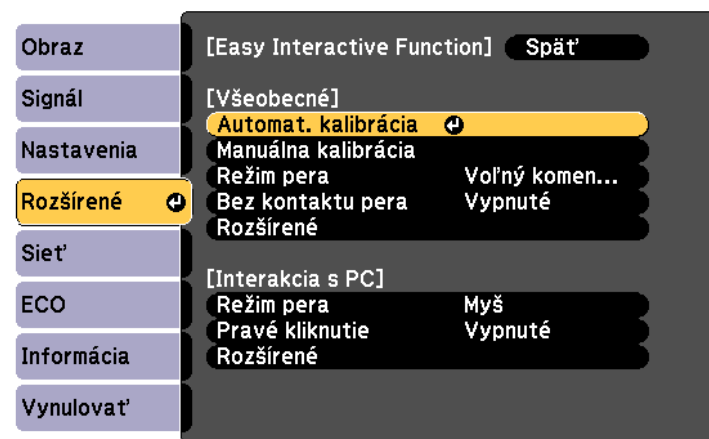 Obraz
Signál
Nastavenia
Rozšírené
Sieť
ECO
Informácia
Vynulovať
[Easy Interactive Function] Späť
[Všeobecné]
Automat. kalibrácia
Manuálna kalibrácia
Režim pera Voľný komen...
Bez kontaktu pera Vypnuté
Rozšírené
[Interakcia s PC]
Režim pera Myš
Pravé kliknutie Vypnuté
Rozšírené